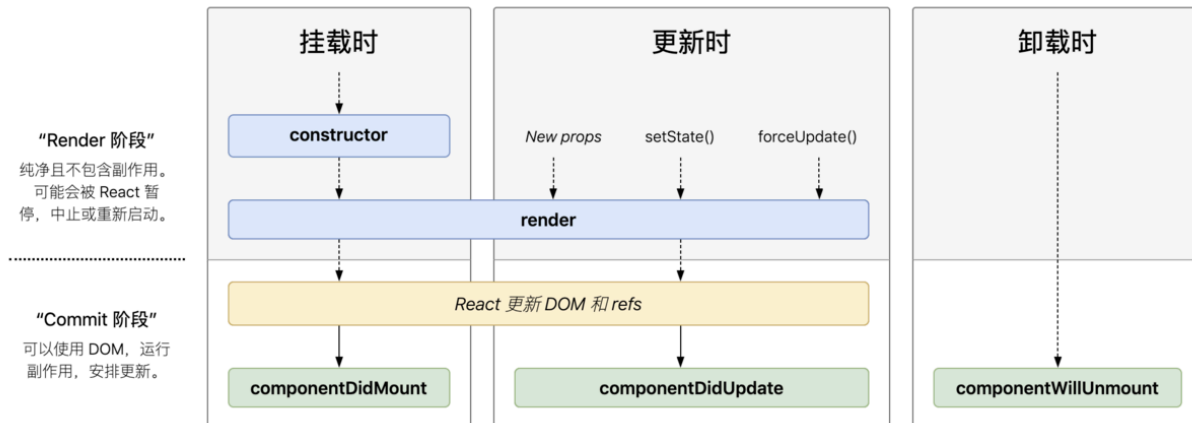 挂载时
更新时
卸载时
“Render 阶段”
纯净且不包含副作用。
可能会被 React 暂
停，中止或重新启动。
constructor
New props
setState()
forceUpdate()
render
“Commit 阶段”
可以使用 DOM，运行
副作用，安排更新。
React 更新 DOM 和 refs
componentDidMount
componentDidUpdate
componentWillUnmount